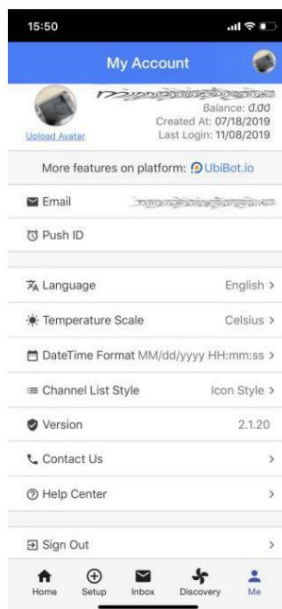 15:50
My Account
Balance: 0.00
Created At: 07/18/2019
Upload Avatar
Last Login: 11/08/2019
More features on platform: UbiBot.io
Email
Push ID
Language English >
Temperature Scale Celsius >
DateTime Format MM/dd/yyyy HH:mm:ss >
Channel List Style Icon Style >
Version 2.1.20
Contact Us >
Help Center >
Sign Out >
Home Setup Inbox Discovery Me